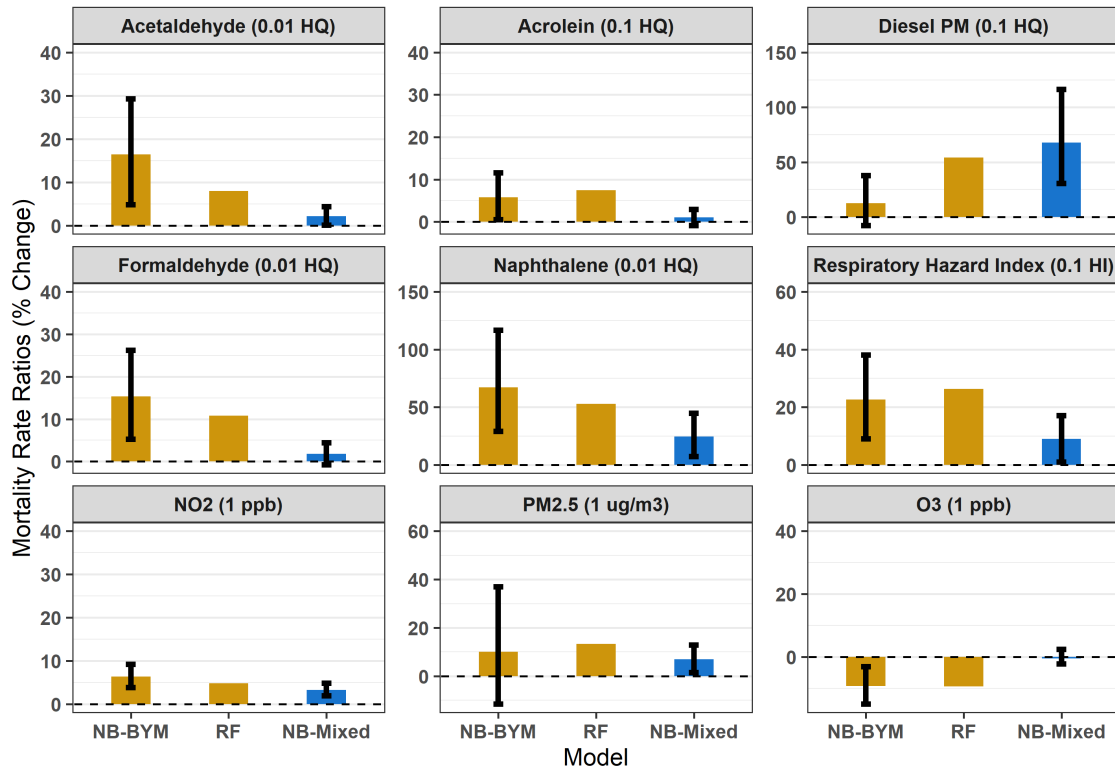 Mortality Rate Ratios (% Change)
Acetaldehyde (0.01 HQ)
40
30
20
10
0
Acrolein (0.1 HQ)
40
30
20
10
0
Diesel PM (0.1 HQ)
150
100
50
0
Formaldehyde (0.01 HQ)
40
30
20
10
0
Naphthalene (0.01 HQ)
150
100
50
0
Respiratory Hazard Index (0.1 HI)
60
40
20
0
NO2 (1 ppb)
40
30
20
10
0
NB-BYM RF NB-Mixed
PM2.5 (1 ug/m3)
60
40
20
0
NB-BYM RF NB-Mixed
O3 (1 ppb)
40
20
0
NB-BYM RF NB-Mixed
Model